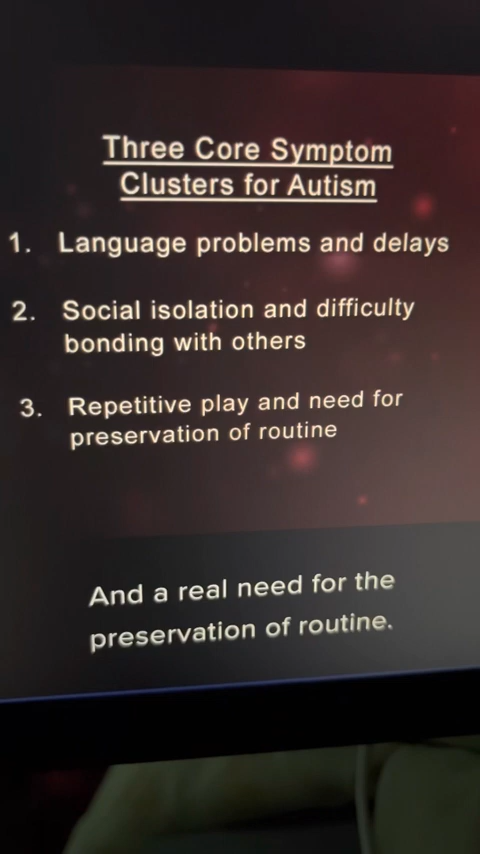 Three Core Symptom
Clusters for Autism
1. Language problems and delays
2. Social isolation and difficulty
bonding with others
3. Repetitive play and need for
preservation of routine
And a real need for the
preservation of routine.